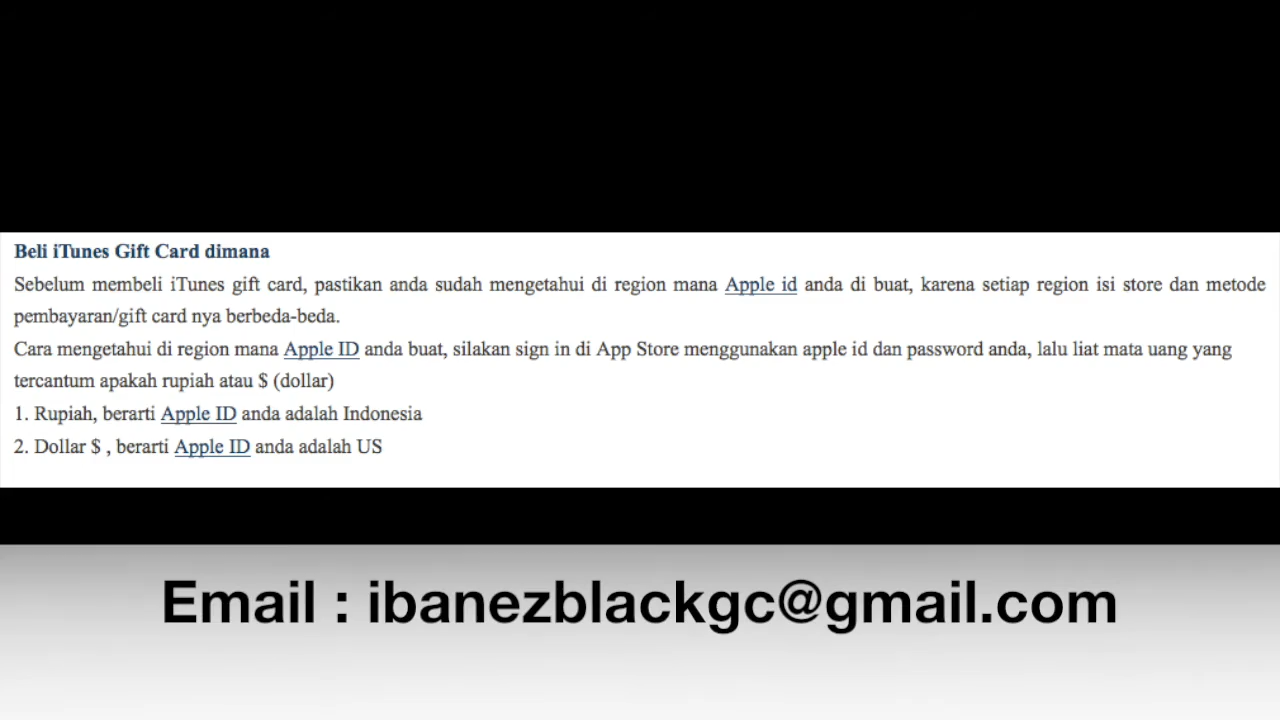 Beli iTunes Gift Card dimana
Sebelum membeli iTunes gift card, pastikan anda sudah mengetahui di region mana Apple id anda di buat, karena setiap region isi store dan metode
pembayaran/gift card nya berbeda-beda.
Cara mengetahui di region mana Apple ID anda buat, silakan sign in di App Store menggunakan apple id dan password anda, lalu liat mata uang yang
tercantum apakah rupiah atau $ (dollar)
1. Rupiah, berarti Apple ID anda adalah Indonesia
2. Dollar $ , berarti Apple ID anda adalah US
Email : ibanezblackgc@gmail.com